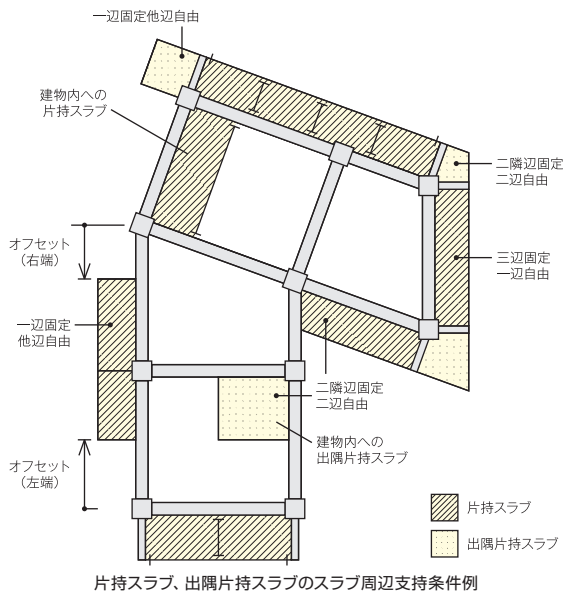 一辺固定他辺自由
建物内への
片持スラブ
二隣辺固定
二辺自由
オフセット
（右端）
三辺固定
一辺自由
一辺固定
他辺自由
二隣辺固定
二辺自由
建物内への
出隅片持スラブ
オフセット
（左端）
片持スラブ
出隅片持スラブ
片持スラブ、出隅片持スラブのスラブ周辺支持条件例